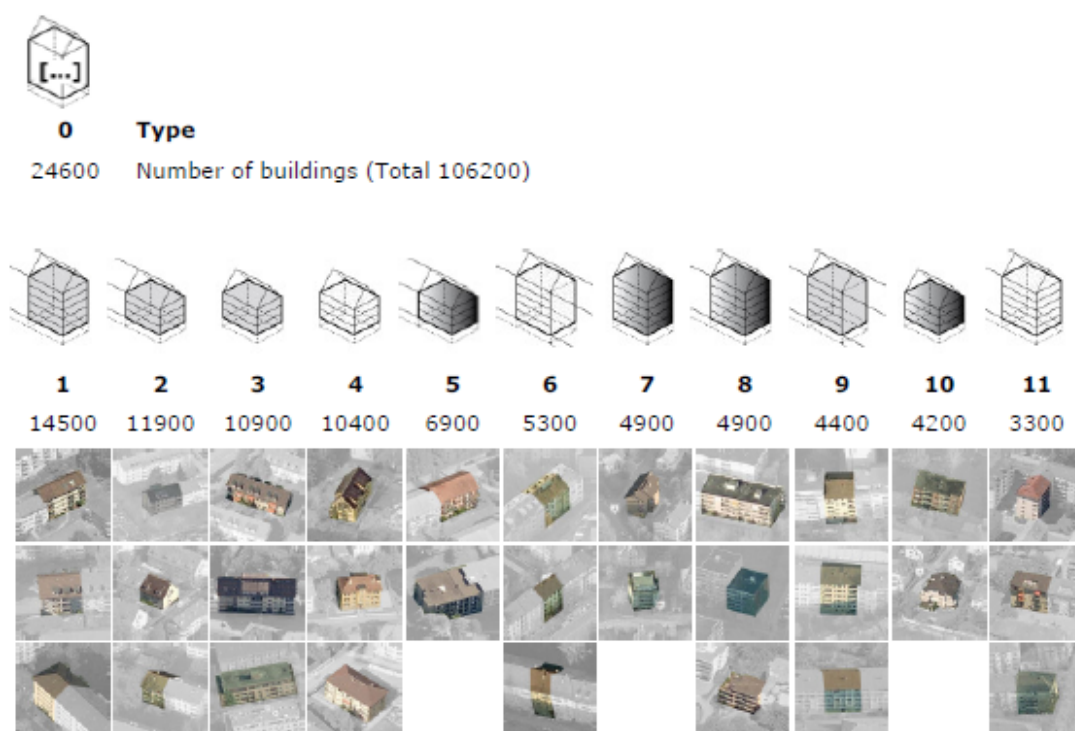 [...]
0 Type
24600 Number of buildings (Total 106200)
1 2 3 4 5 6 7 8 9 10 11
14500 11900 10900 10400 6900 5300 4900 4900 4400 4200 3300